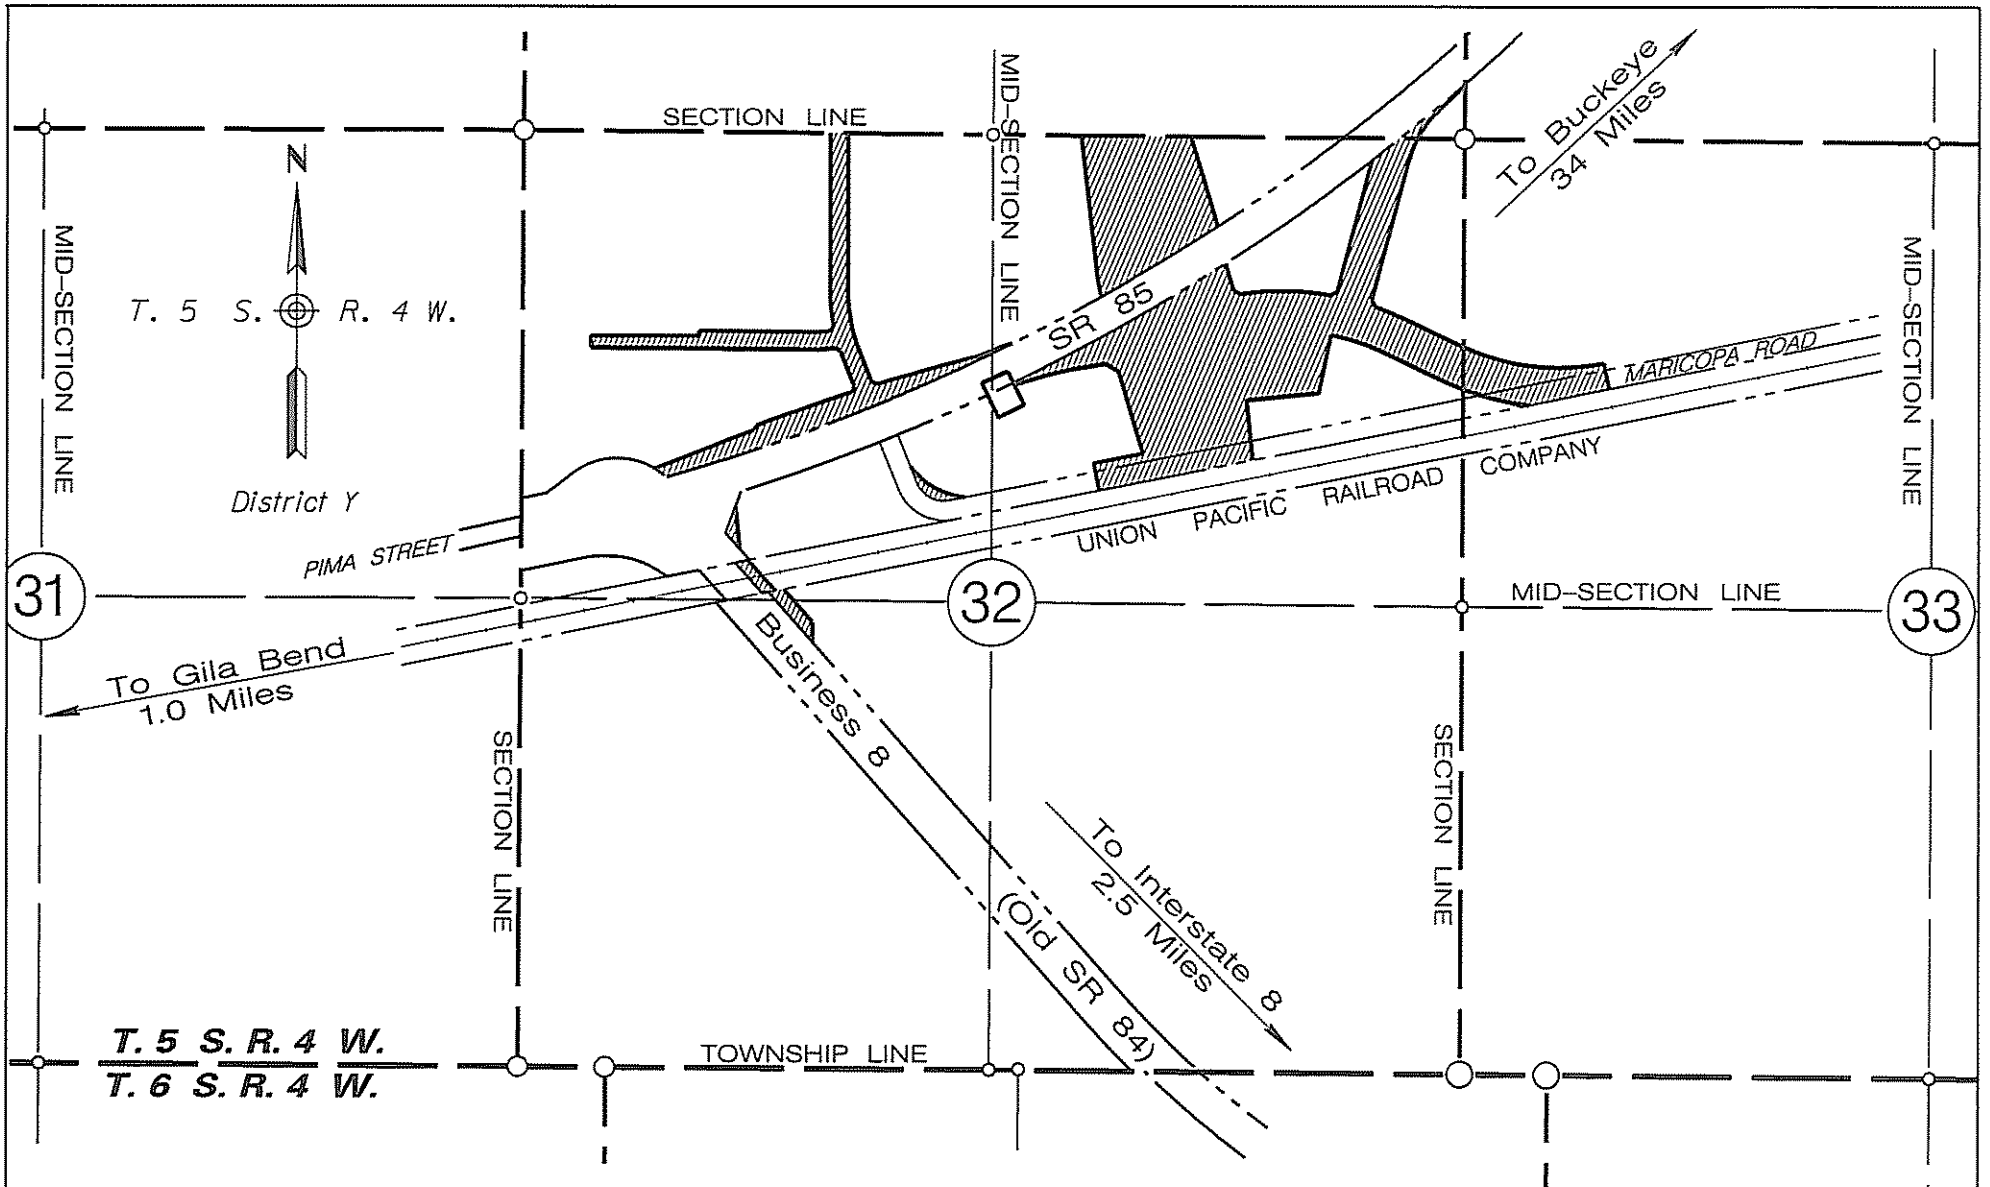 SECTION LINE
MID-SECTION LINE
To Buckeye
34 Miles
N
T. 5 S. R. 4 W.
MID-SECTION LINE
MID-SECTION LINE
SR 85
MARICOPA ROAD
District Y
PIMA STREET
UNION PACIFIC RAILROAD COMPANY
31
32
33
MID-SECTION LINE
To Gila Bend
1.0 Miles
Business 8
SECTION LINE
SECTION LINE
To Interstate 8
2.5 Miles
(Old SR 84)
T. 5 S. R. 4 W.
T. 6 S. R. 4 W.
TOWNSHIP LINE